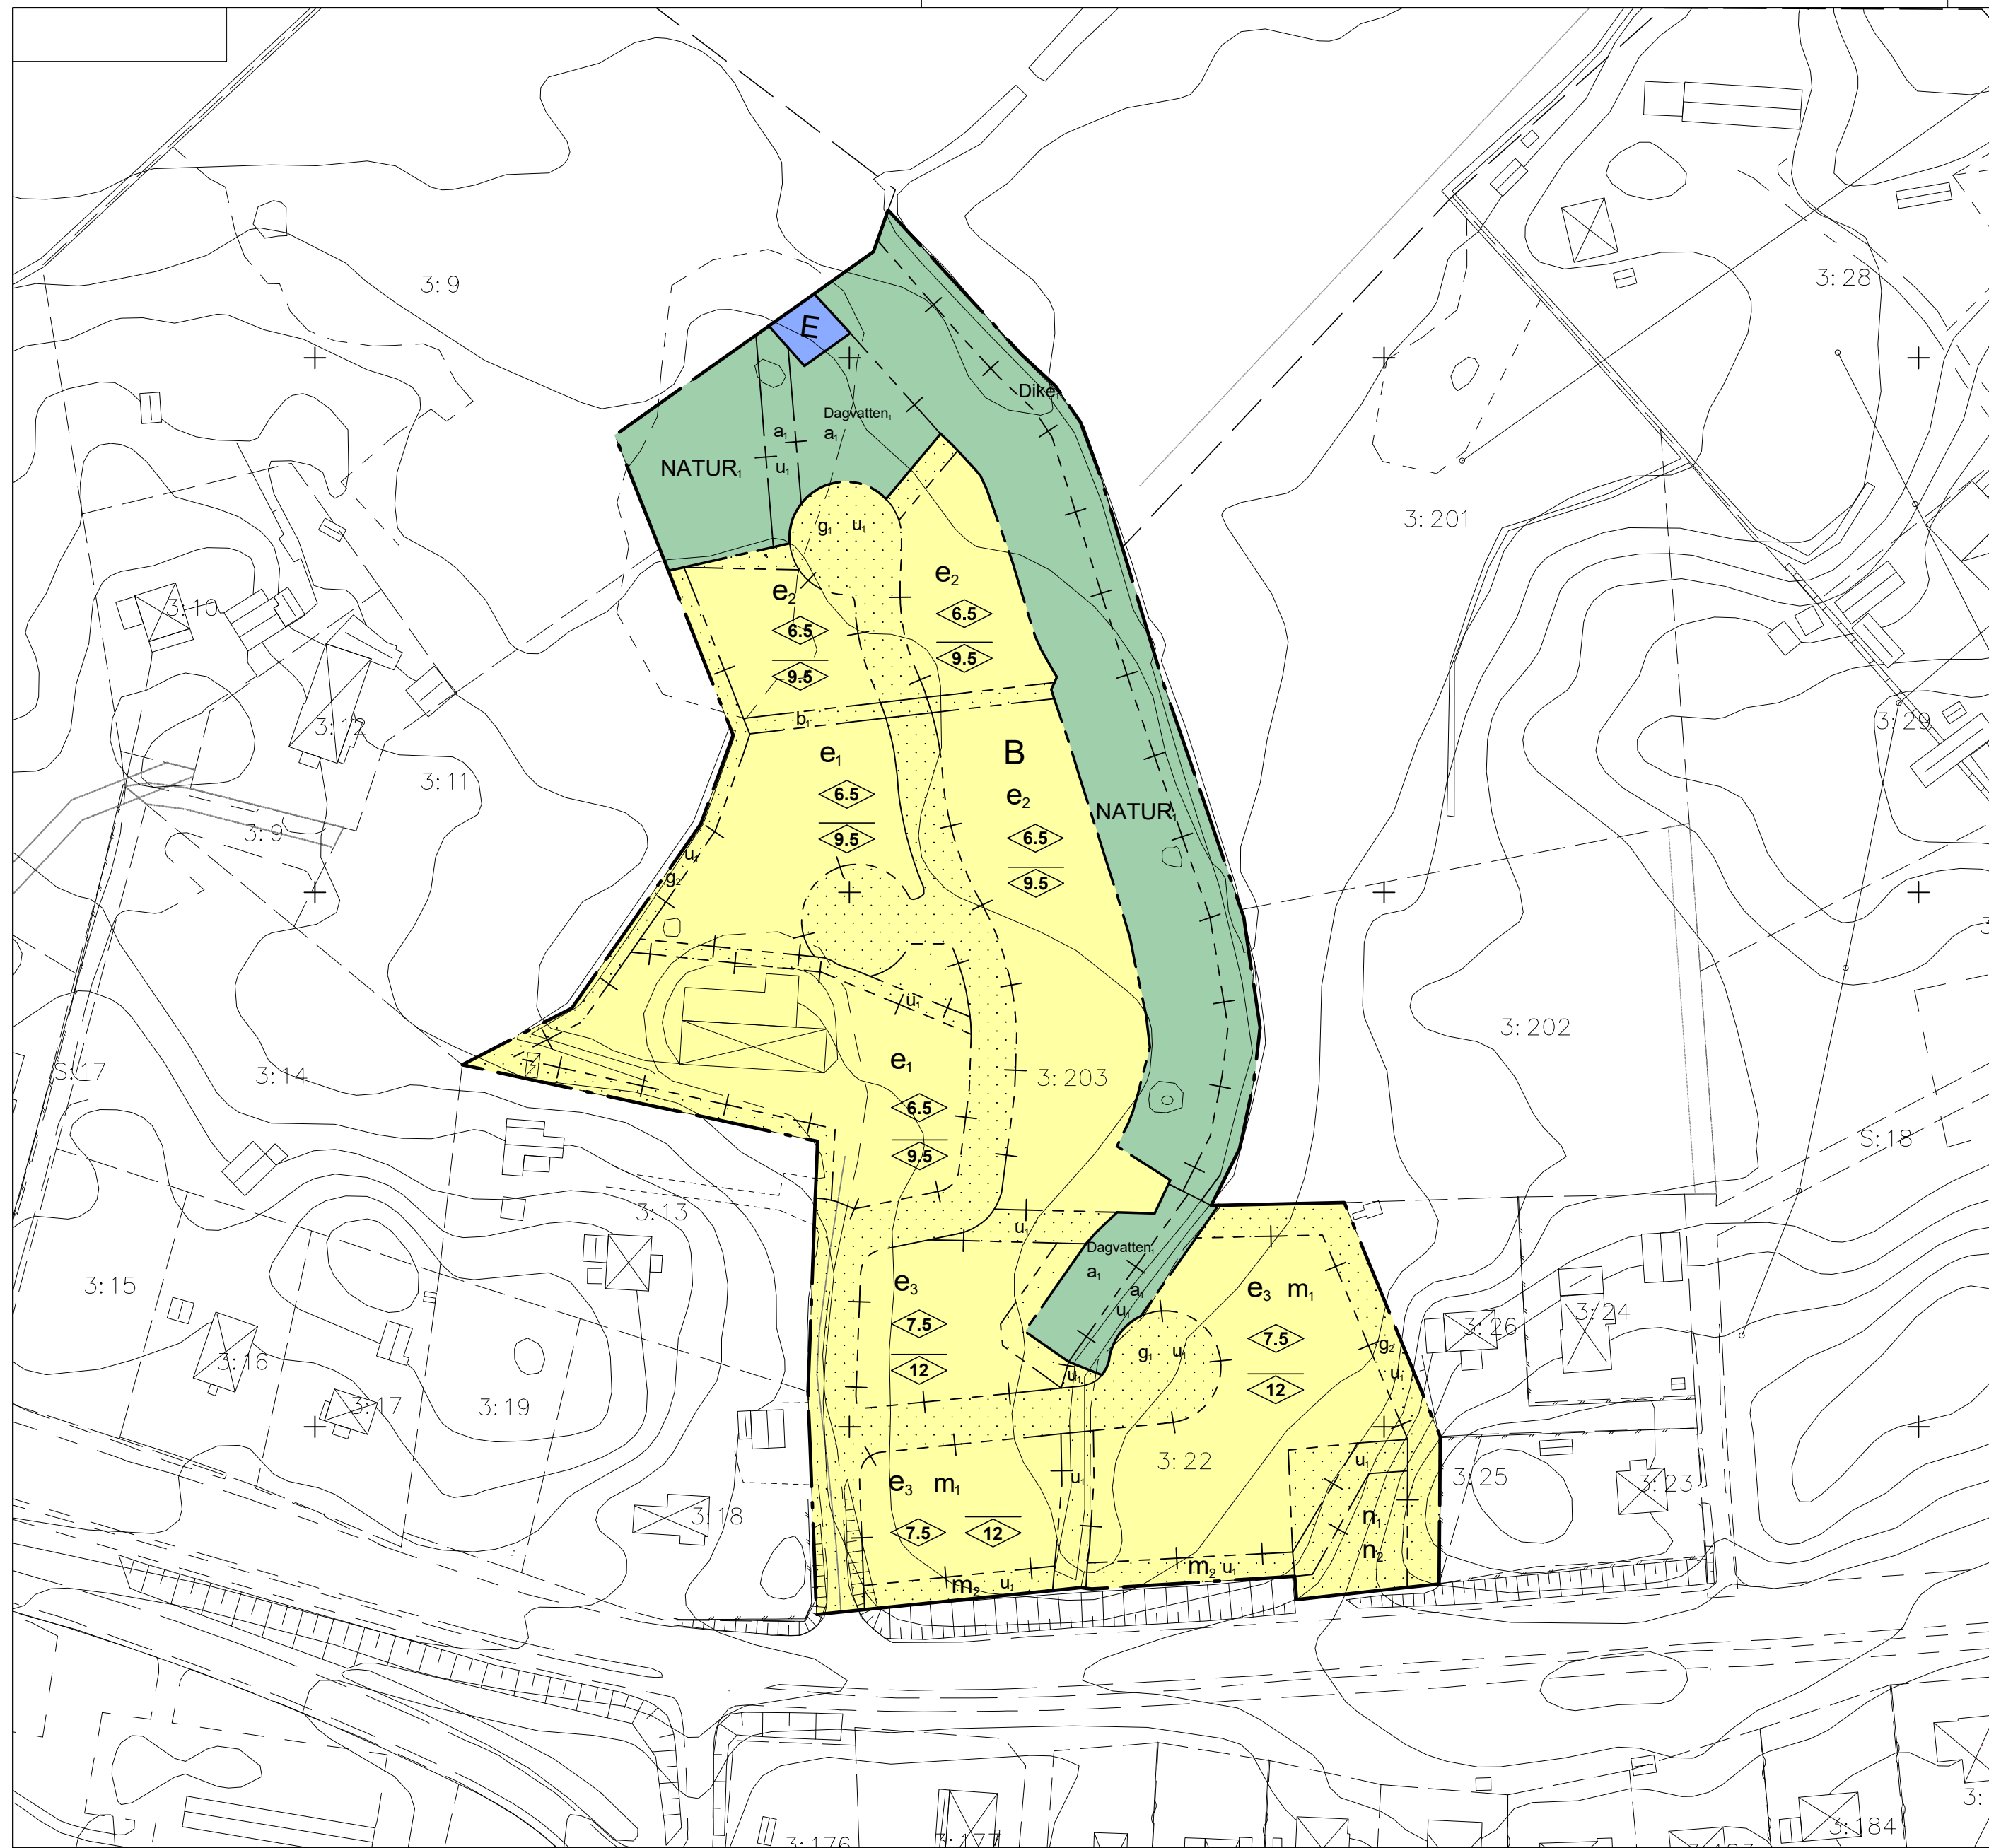 3:9
3:28
E
Dike1
Dagvatten1
a1
a1
NATUR1
u1
3:201
g1 u1
e2
e2
3:10
6.5
6.5
9.5
9.5
b1
3:12
3:29
e1
B
3:11
6.5
e2
NATUR1
3:9
9.5
6.5
u1
g2
9.5
u1
3:202
e1
S:17
3:14
3:203
6.5
S:18
9.5
3:13
u1
Dagvatten1
a1
3:15
e3
a1
e3 m1
u1
7.5
3:24
7.5
3:26
g1 u1
g2
3:16
12
u1
u1
12
3:17
3:19
3:22
u1
3:25
3:23
e3 m1
u1
3:18
n1
7.5
12
n2
m2 u1
m2 u1
3:176
3:177
3:184